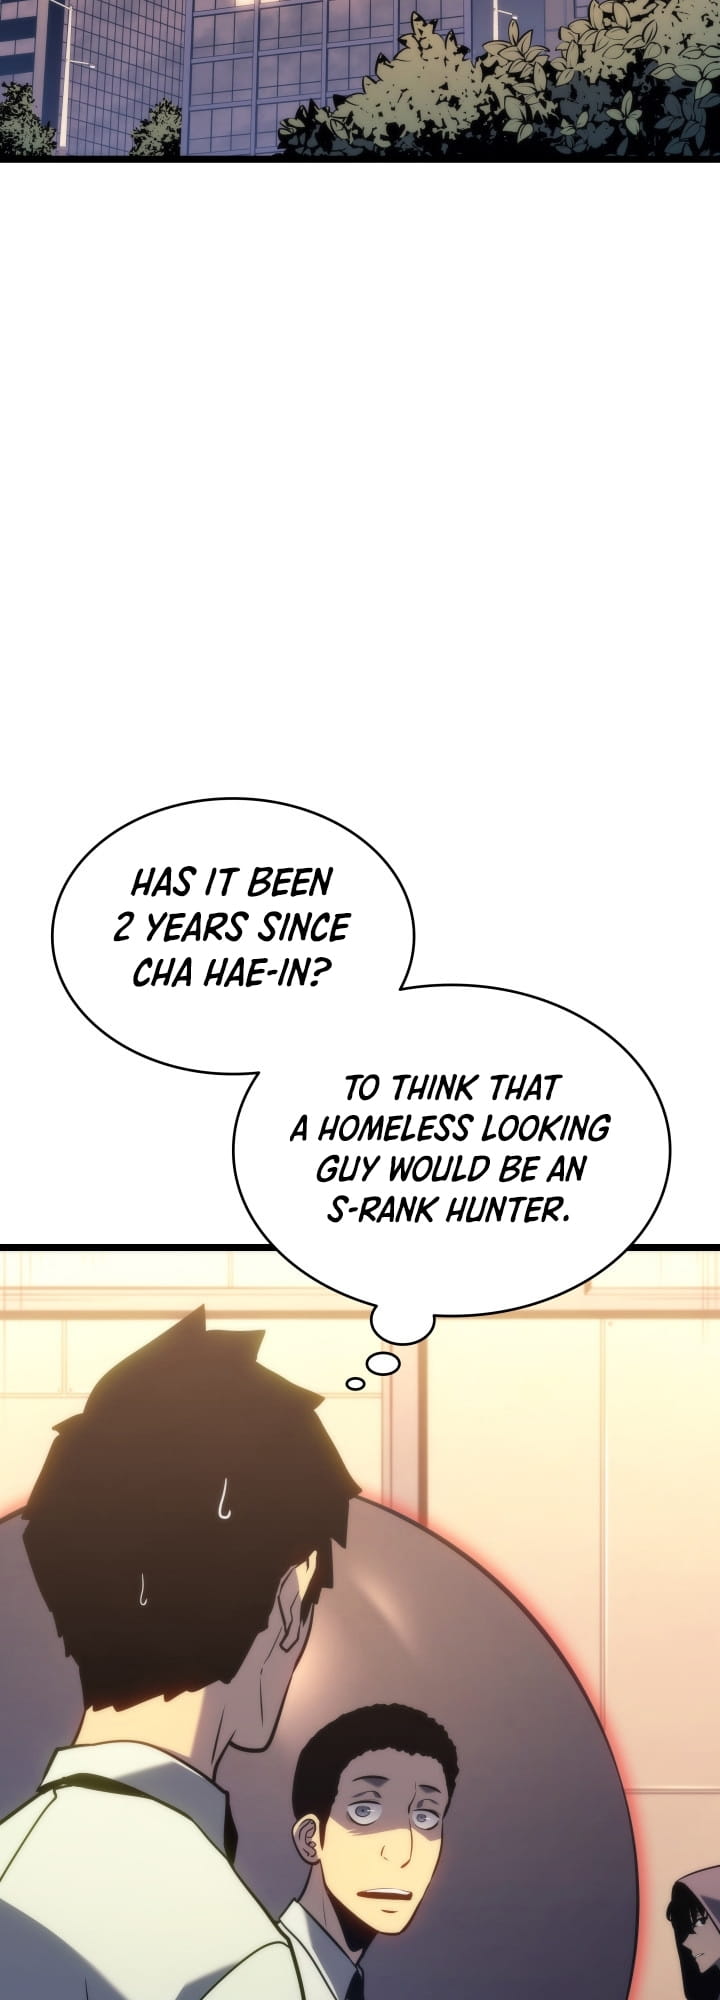 HAS IT BEEN
2 YEARS SINCE
CHA HAE-IN?
TO THINK THAT
A HOMELESS LOOKING
GUY WOULD BE AN
S-RANK HUNTER.